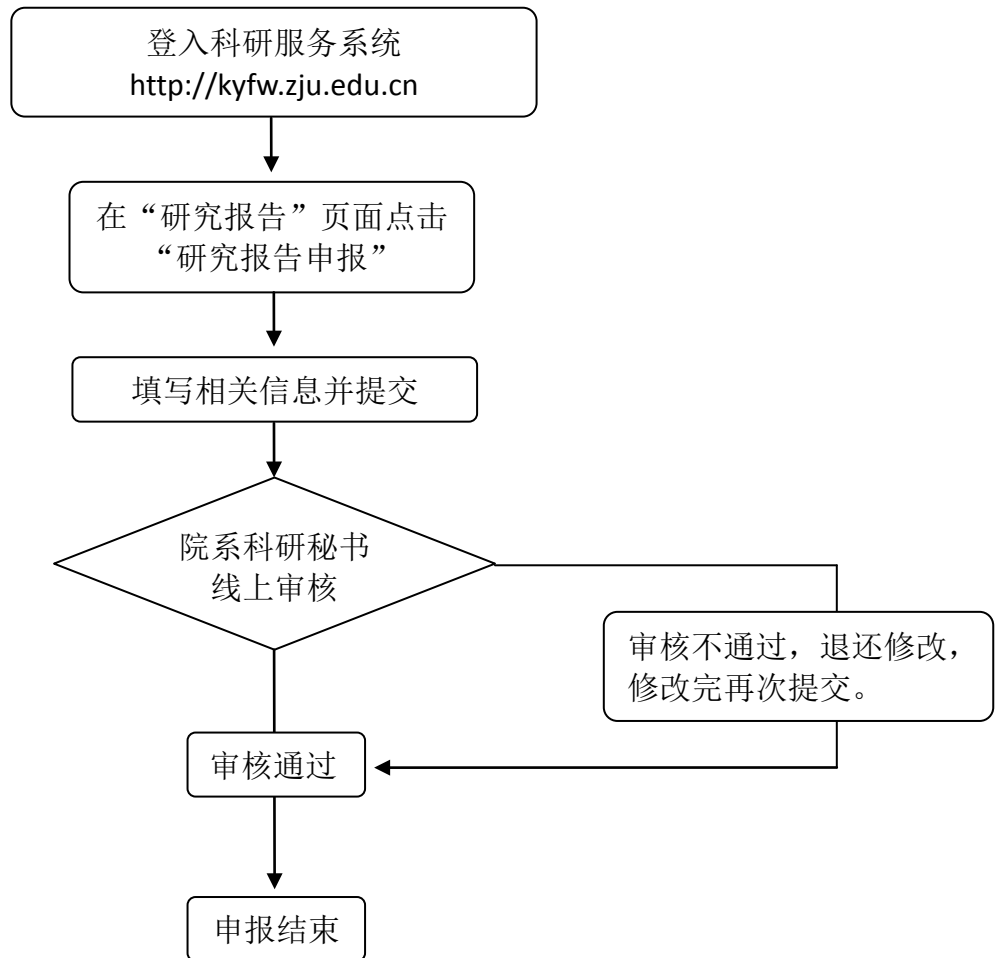 登入科研服务系统
http://kyfw.zju.edu.cn
在“研究报告”页面点击
“研究报告申报”
填写相关信息并提交
院系科研秘书
线上审核
审核不通过，退还修改，
修改完再次提交。
审核通过
申报结束